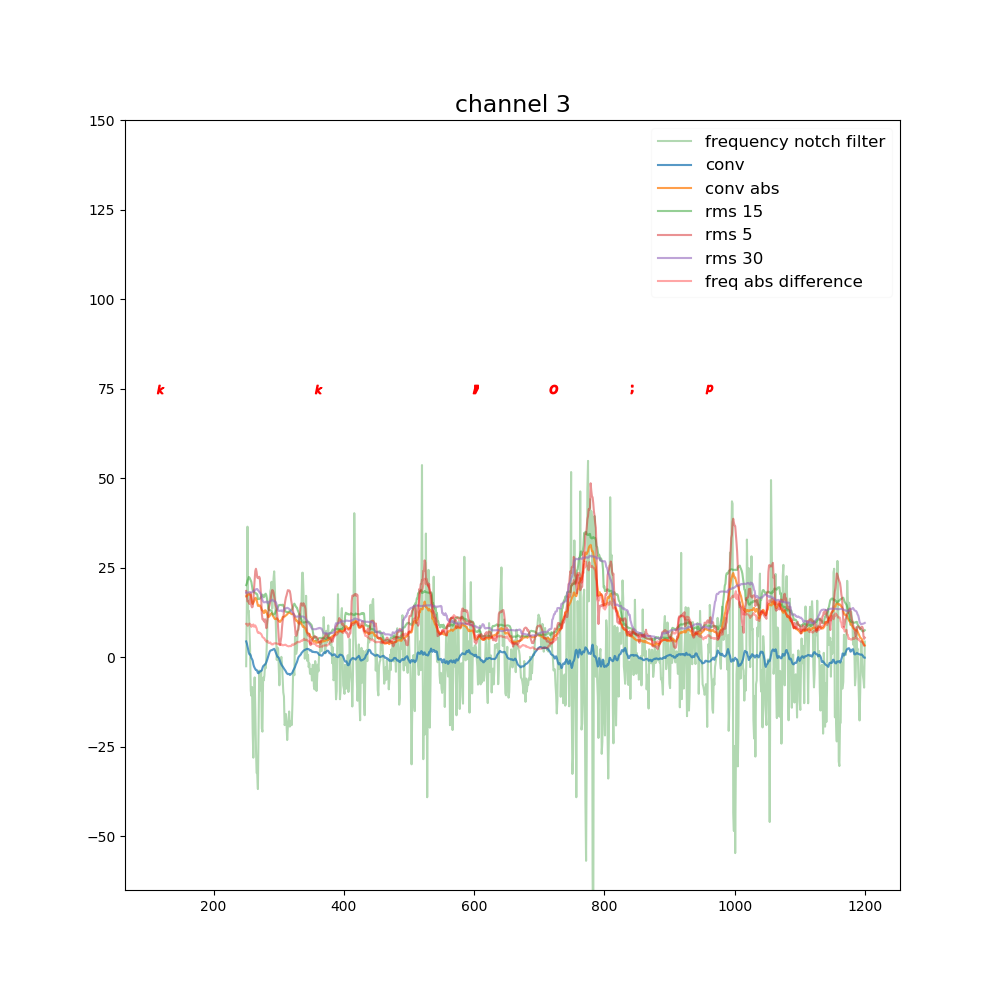 channel 3
150
frequency notch filter
conv
conv abs
rms 15
rms 5
rms 30
freq abs difference
125
100
75
k k o ; p
50
25
0
−25
−50
200 400 600 800 1000 1200